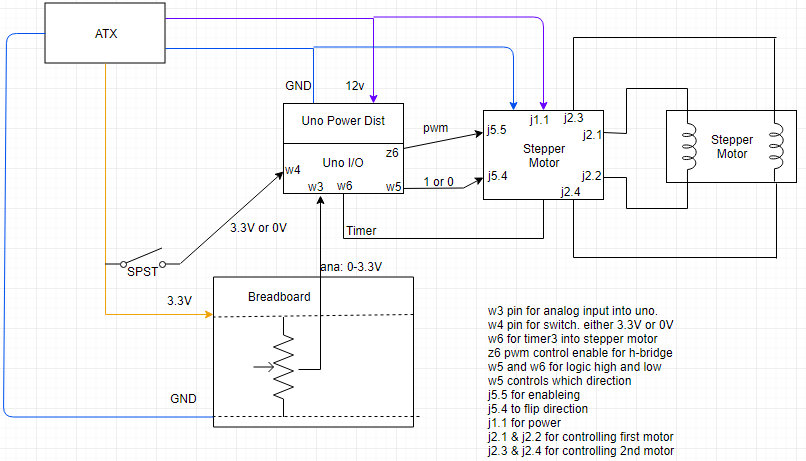 ATX
GND
12v
Uno Power Dist
pwm
j5.5
j1.1
j2.3
j2.1
Stepper
Motor
Stepper
Motor
z6
w4
Uno I/O
w3
w6
w5
1 or 0
j5.4
j2.2
j2.4
3.3V or 0V
Timer
SPST
ana: 0-3.3V
3.3V
Breadboard
GND
w3 pin for analog input into uno.
w4 pin for switch. either 3.3V or 0V
w6 for timer3 into stepper motor
z6 pwm control enable for h-bridge
w5 and w6 for logic high and low
w5 controls which direction
j5.5 for enableing
j5.4 to flip direction
j1.1 for power
j2.1 & j2.2 for controlling first motor
j2.3 & j2.4 for controlling 2nd motor